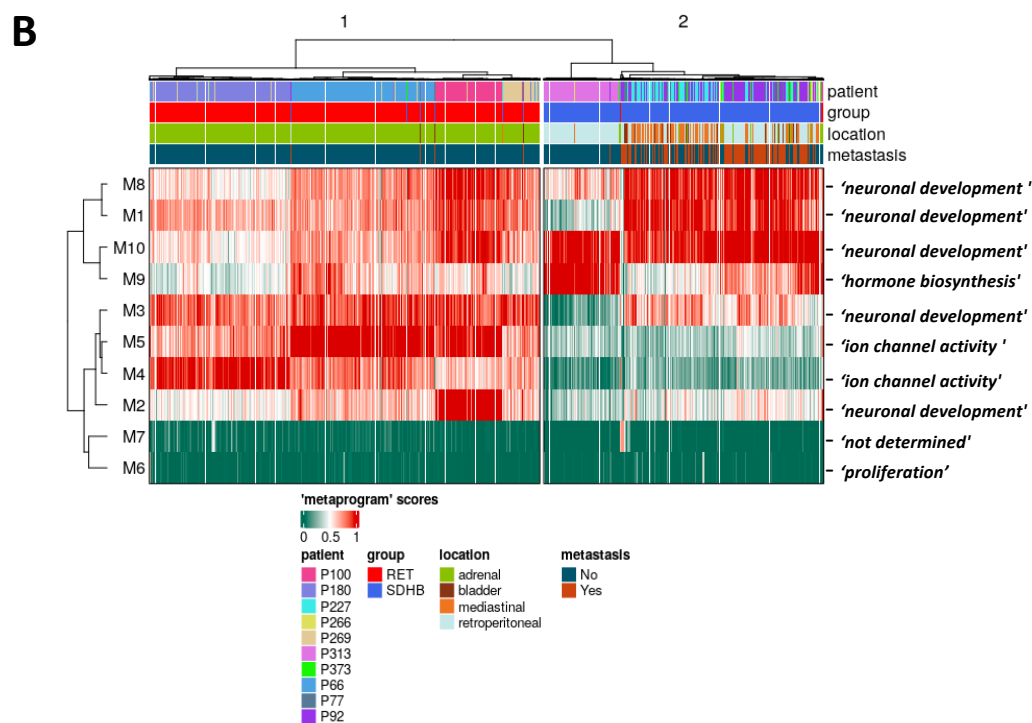 B
1 2
patient
group
location
metastasis
M8 ‘neuronal development '
M1 ‘neuronal development'
M10 ‘neuronal development'
M9 ‘hormone biosynthesis'
M3 ‘neuronal development'
M5 ‘ion channel activity '
M4 ‘ion channel activity'
M2 ‘neuronal development'
M7 ‘not determined'
M6 ‘proliferation’
'metaprogram' scores
0 0.5 1
patient group location metastasis
P100 RET adrenal No
P180 SDHB bladder Yes
P227 mediastinal
P266 retroperitoneal
P269
P313
P373
P66
P77
P92